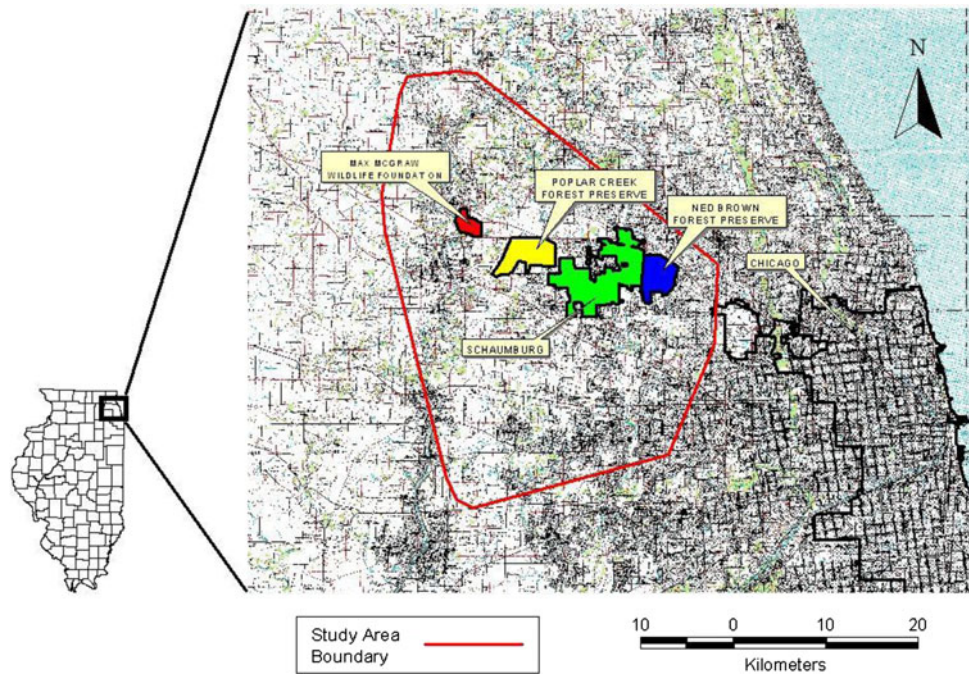 N
MAX MCGRAW
WILDLIFE FOUNDATION
POPLAR CREEK
FOREST PRESERVE
NED BROWN
FOREST PRESERVE
CHICAGO
SCHAUMBURG
Study Area
Boundary
10 0 10 20
Kilometers